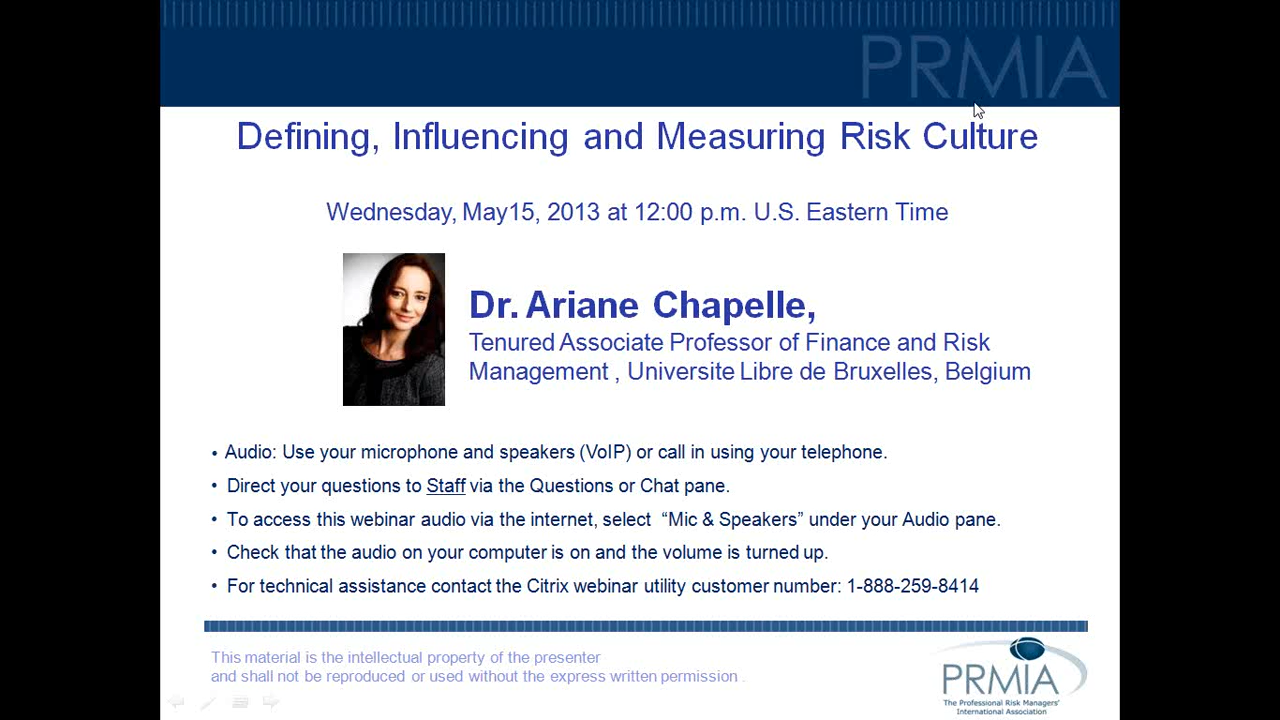 PRMIA
Defining, Influencing and Measuring Risk Culture
Wednesday, May15, 2013 at 12:00 p.m. U.S. Eastern Time
Dr. Ariane Chapelle,
Tenured Associate Professor of Finance and Risk
Management , Universite Libre de Bruxelles, Belgium
• Audio: Use your microphone and speakers (VoIP) or call in using your telephone.
• Direct your questions to Staff via the Questions or Chat pane.
• To access this webinar audio via the internet, select “Mic & Speakers” under your Audio pane.
• Check that the audio on your computer is on and the volume is turned up.
• For technical assistance contact the Citrix webinar utility customer number: 1-888-259-8414
This material is the intellectual property of the presenter
and shall not be reproduced or used without the express written permission .
PRMIA
The Professional Risk Managers'
International Association